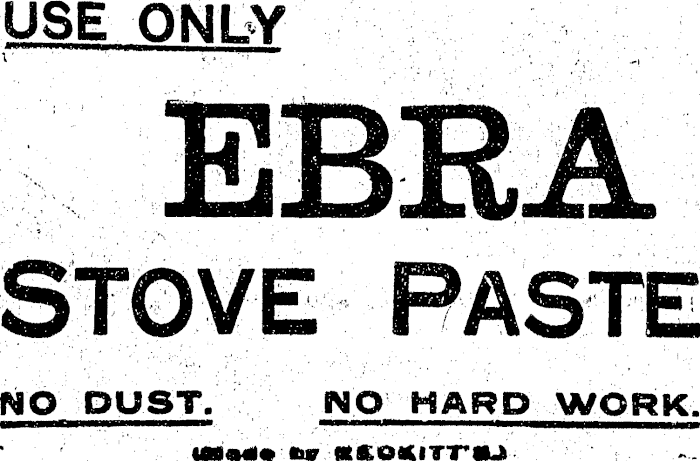 USE ONLY
EBRA
STOVE PASTE
NO DUST. NO HARD WORK.
(Made by RECKITT'S.)